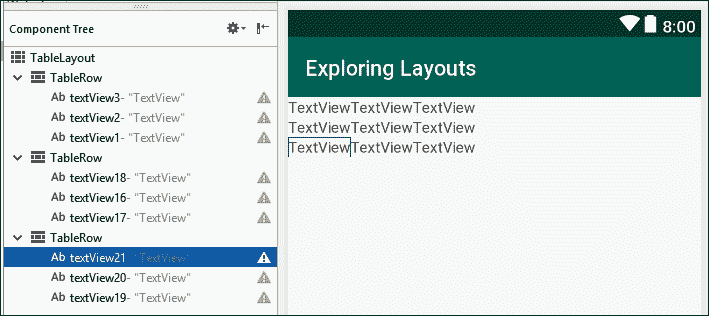 Component Tree
TableLayout
TableRow
Ab textView3- "TextView"
Ab textView2- "TextView"
Ab textView1- "TextView"
TableRow
Ab textView18- "TextView"
Ab textView16- "TextView"
Ab textView17- "TextView"
TableRow
Ab textView21 - "TextView"
Ab textView20- "TextView"
Ab textView19- "TextView"
8:00
Exploring Layouts
TextViewTextViewTextView
TextViewTextViewTextView
TextViewTextViewTextView